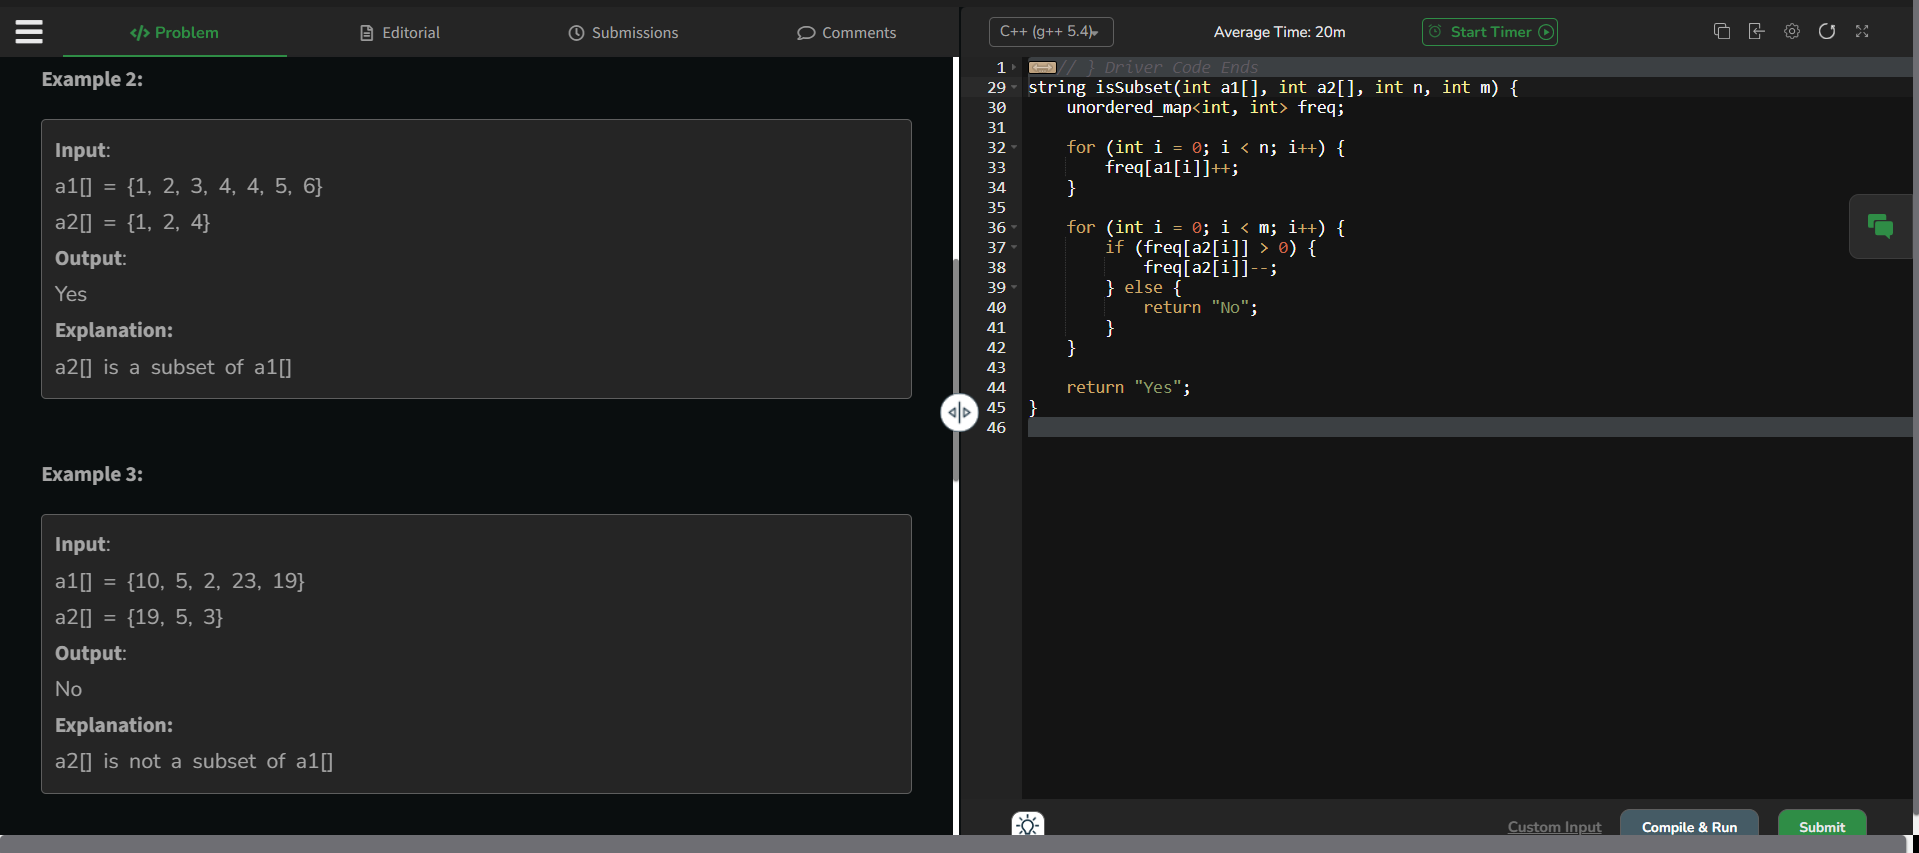 </> Problem
Editorial
Submissions
Comments
Example 2:
Input:
a1[] = {1, 2, 3, 4, 4, 5, 6}
a2[] = {1, 2, 4}
Output:
Yes
Explanation:
a2[] is a subset of a1[]
Example 3:
Input:
a1[] = {10, 5, 2, 23, 19}
a2[] = {19, 5, 3}
Output:
No
Explanation:
a2[] is not a subset of a1[]
C++ (g++ 5.4)
Average Time: 20m
Start Timer
1 // } Driver Code Ends
29 string isSubset(int a1[], int a2[], int n, int m) {
30     unordered_map<int, int> freq;
31
32     for (int i = 0; i < n; i++) {
33         freq[a1[i]]++;
34     }
35
36     for (int i = 0; i < m; i++) {
37         if (freq[a2[i]] > 0) {
38             freq[a2[i]]--;
39         } else {
40             return "No";
41         }
42     }
43
44     return "Yes";
45 }
46
Custom Input
Compile & Run
Submit